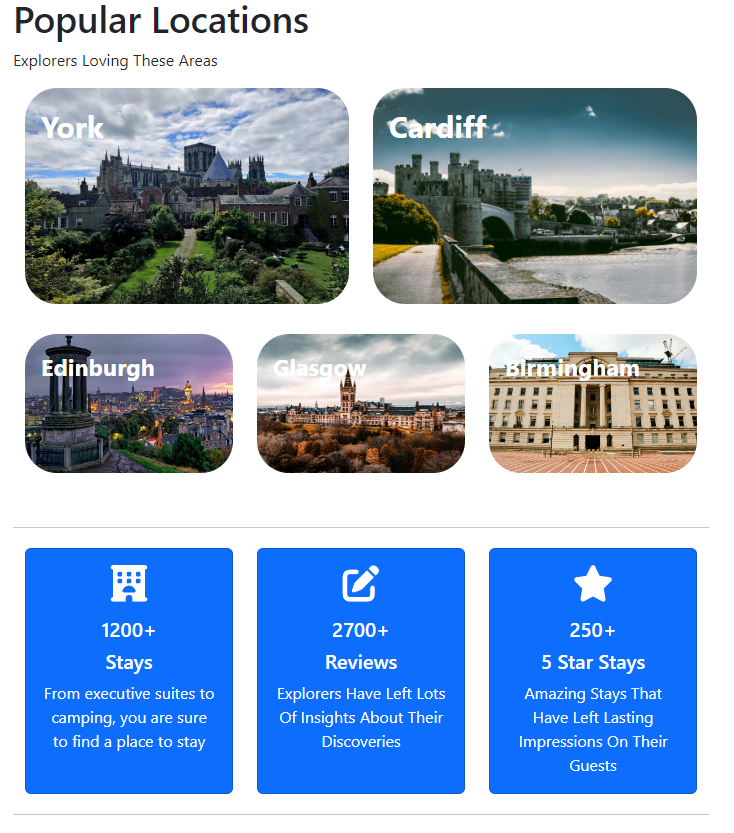 Popular Locations
Explorers Loving These Areas
York
Cardiff
Edinburgh
Glasgow
Birmingham
1200+
Stays
From executive suites to
camping, you are sure
to find a place to stay
2700+
Reviews
Explorers Have Left Lots
Of Insights About Their
Discoveries
250+
5 Star Stays
Amazing Stays That
Have Left Lasting
Impressions On Their
Guests